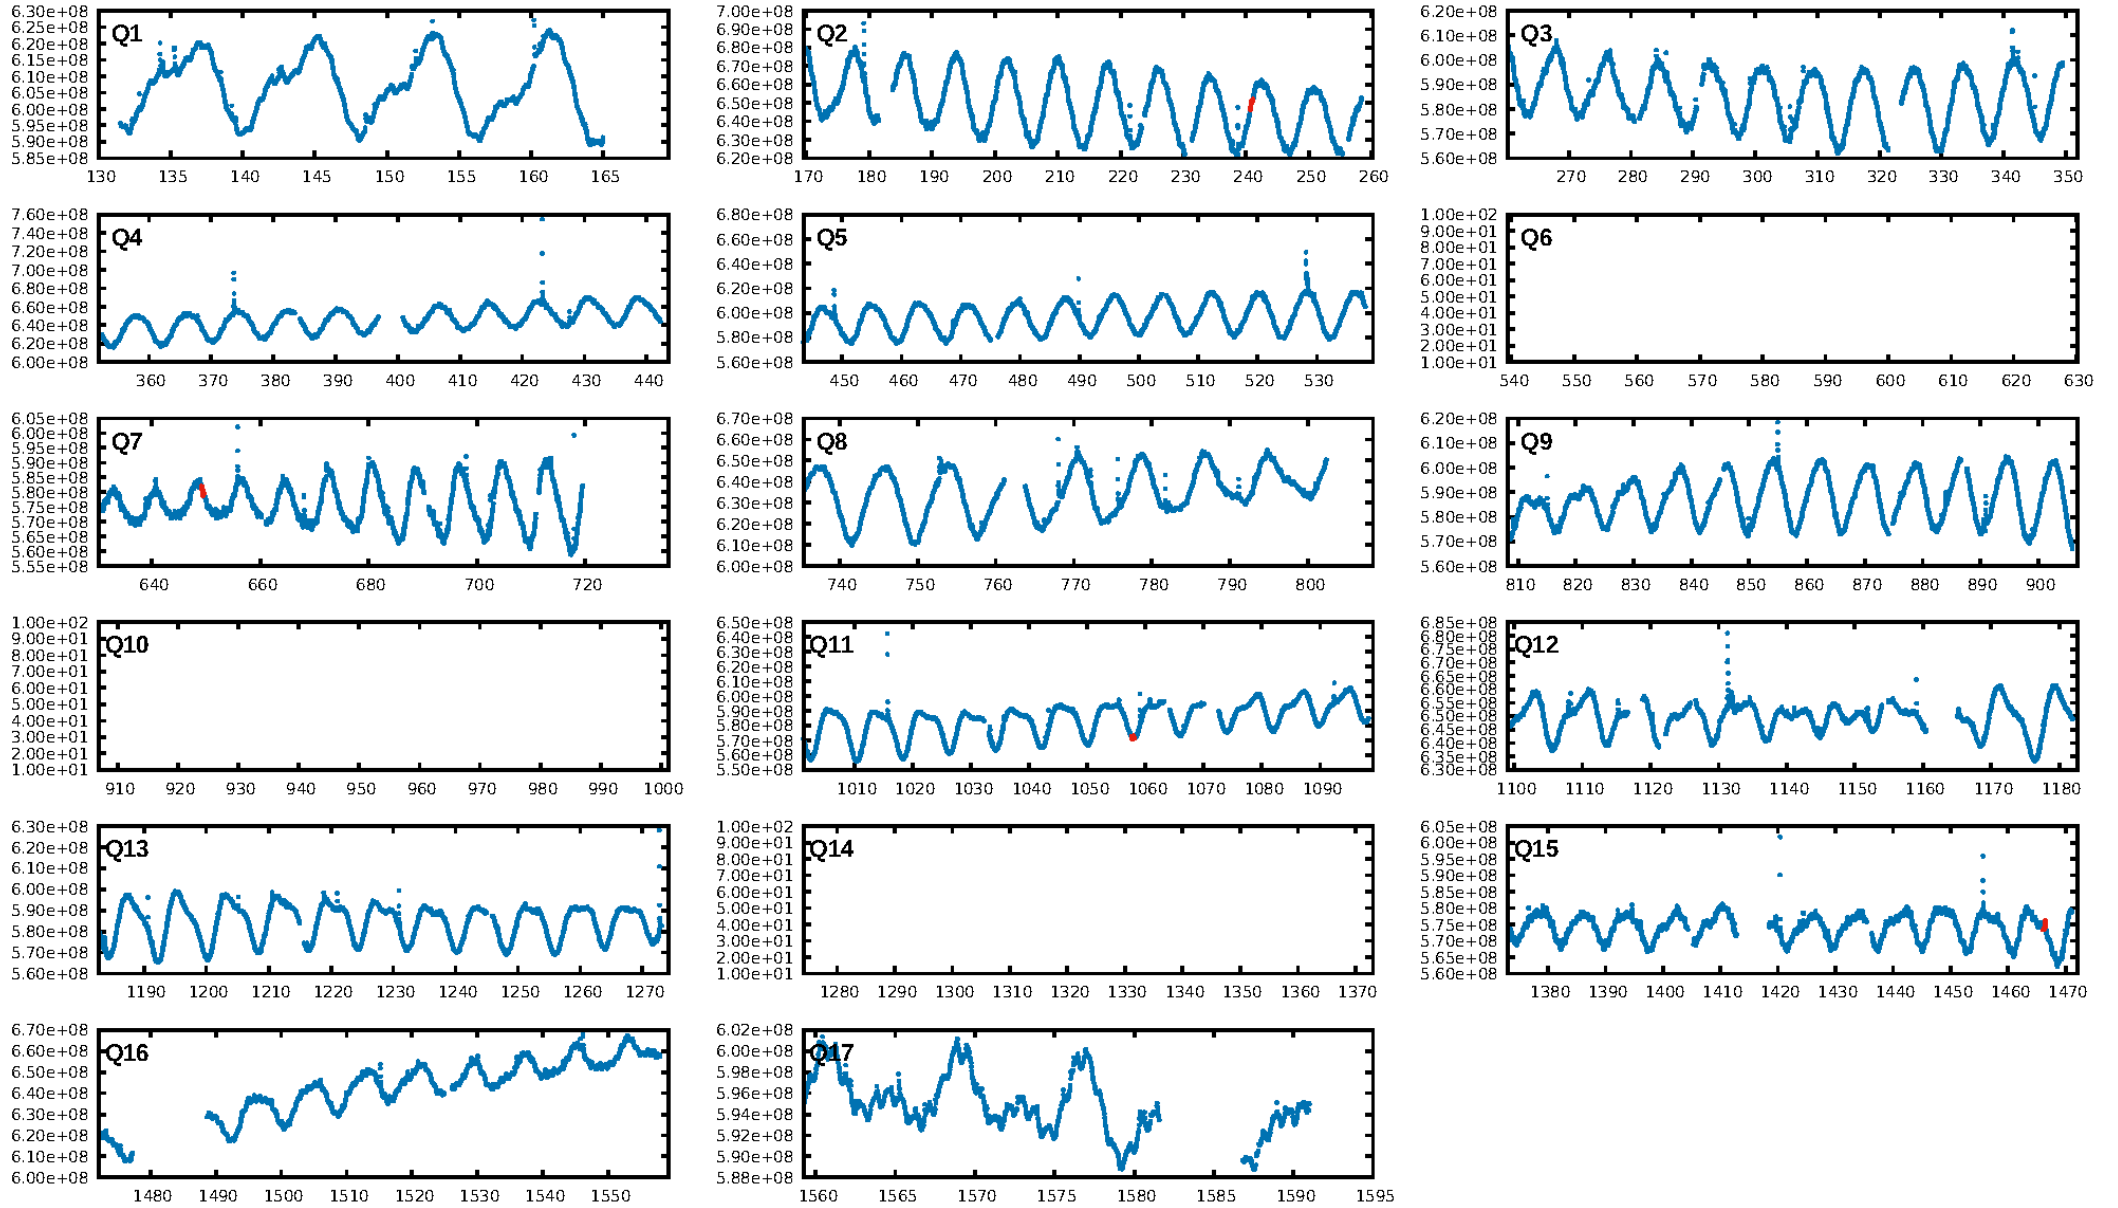 Q1
6.30e+08
6.25e+08
6.20e+08
6.15e+08
6.10e+08
6.05e+08
6.00e+08
5.95e+08
5.90e+08
5.85e+08
130 135 140 145 150 155 160 165
Q2
7.00e+08
6.90e+08
6.80e+08
6.70e+08
6.60e+08
6.50e+08
6.40e+08
6.30e+08
6.20e+08
170 180 190 200 210 220 230 240 250 260
Q3
6.20e+08
6.10e+08
6.00e+08
5.90e+08
5.80e+08
5.70e+08
5.60e+08
270 280 290 300 310 320 330 340 350
Q4
7.60e+08
7.40e+08
7.20e+08
7.00e+08
6.80e+08
6.60e+08
6.40e+08
6.20e+08
6.00e+08
360 370 380 390 400 410 420 430 440
Q5
6.80e+08
6.60e+08
6.40e+08
6.20e+08
6.00e+08
5.80e+08
5.60e+08
450 460 470 480 490 500 510 520 530
Q6
1.00e+02
9.00e+01
8.00e+01
7.00e+01
6.00e+01
5.00e+01
4.00e+01
3.00e+01
2.00e+01
1.00e+01
540 550 560 570 580 590 600 610 620 630
Q7
6.05e+08
6.00e+08
5.95e+08
5.90e+08
5.85e+08
5.80e+08
5.75e+08
5.70e+08
5.65e+08
5.60e+08
5.55e+08
640 660 680 700 720
Q8
6.70e+08
6.60e+08
6.50e+08
6.40e+08
6.30e+08
6.20e+08
6.10e+08
6.00e+08
740 750 760 770 780 790 800
Q9
6.20e+08
6.10e+08
6.00e+08
5.90e+08
5.80e+08
5.70e+08
5.60e+08
810 820 830 840 850 860 870 880 890 900
Q10
1.00e+02
9.00e+01
8.00e+01
7.00e+01
6.00e+01
5.00e+01
4.00e+01
3.00e+01
2.00e+01
1.00e+01
910 920 930 940 950 960 970 980 990 1000
Q11
6.50e+08
6.40e+08
6.30e+08
6.20e+08
6.10e+08
6.00e+08
5.90e+08
5.80e+08
5.70e+08
5.60e+08
5.50e+08
1010 1020 1030 1040 1050 1060 1070 1080 1090
Q12
6.85e+08
6.80e+08
6.75e+08
6.70e+08
6.65e+08
6.60e+08
6.55e+08
6.50e+08
6.45e+08
6.40e+08
6.35e+08
6.30e+08
1100 1110 1120 1130 1140 1150 1160 1170 1180
Q13
6.30e+08
6.20e+08
6.10e+08
6.00e+08
5.90e+08
5.80e+08
5.70e+08
5.60e+08
1190 1200 1210 1220 1230 1240 1250 1260 1270
Q14
1.00e+02
9.00e+01
8.00e+01
7.00e+01
6.00e+01
5.00e+01
4.00e+01
3.00e+01
2.00e+01
1.00e+01
1280 1290 1300 1310 1320 1330 1340 1350 1360 1370
Q15
6.05e+08
6.00e+08
5.95e+08
5.90e+08
5.85e+08
5.80e+08
5.75e+08
5.70e+08
5.65e+08
5.60e+08
1380 1390 1400 1410 1420 1430 1440 1450 1460 1470
Q16
6.70e+08
6.60e+08
6.50e+08
6.40e+08
6.30e+08
6.20e+08
6.10e+08
6.00e+08
1480 1490 1500 1510 1520 1530 1540 1550
Q17
6.02e+08
6.00e+08
5.98e+08
5.96e+08
5.94e+08
5.92e+08
5.90e+08
5.88e+08
1560 1565 1570 1575 1580 1585 1590 1595